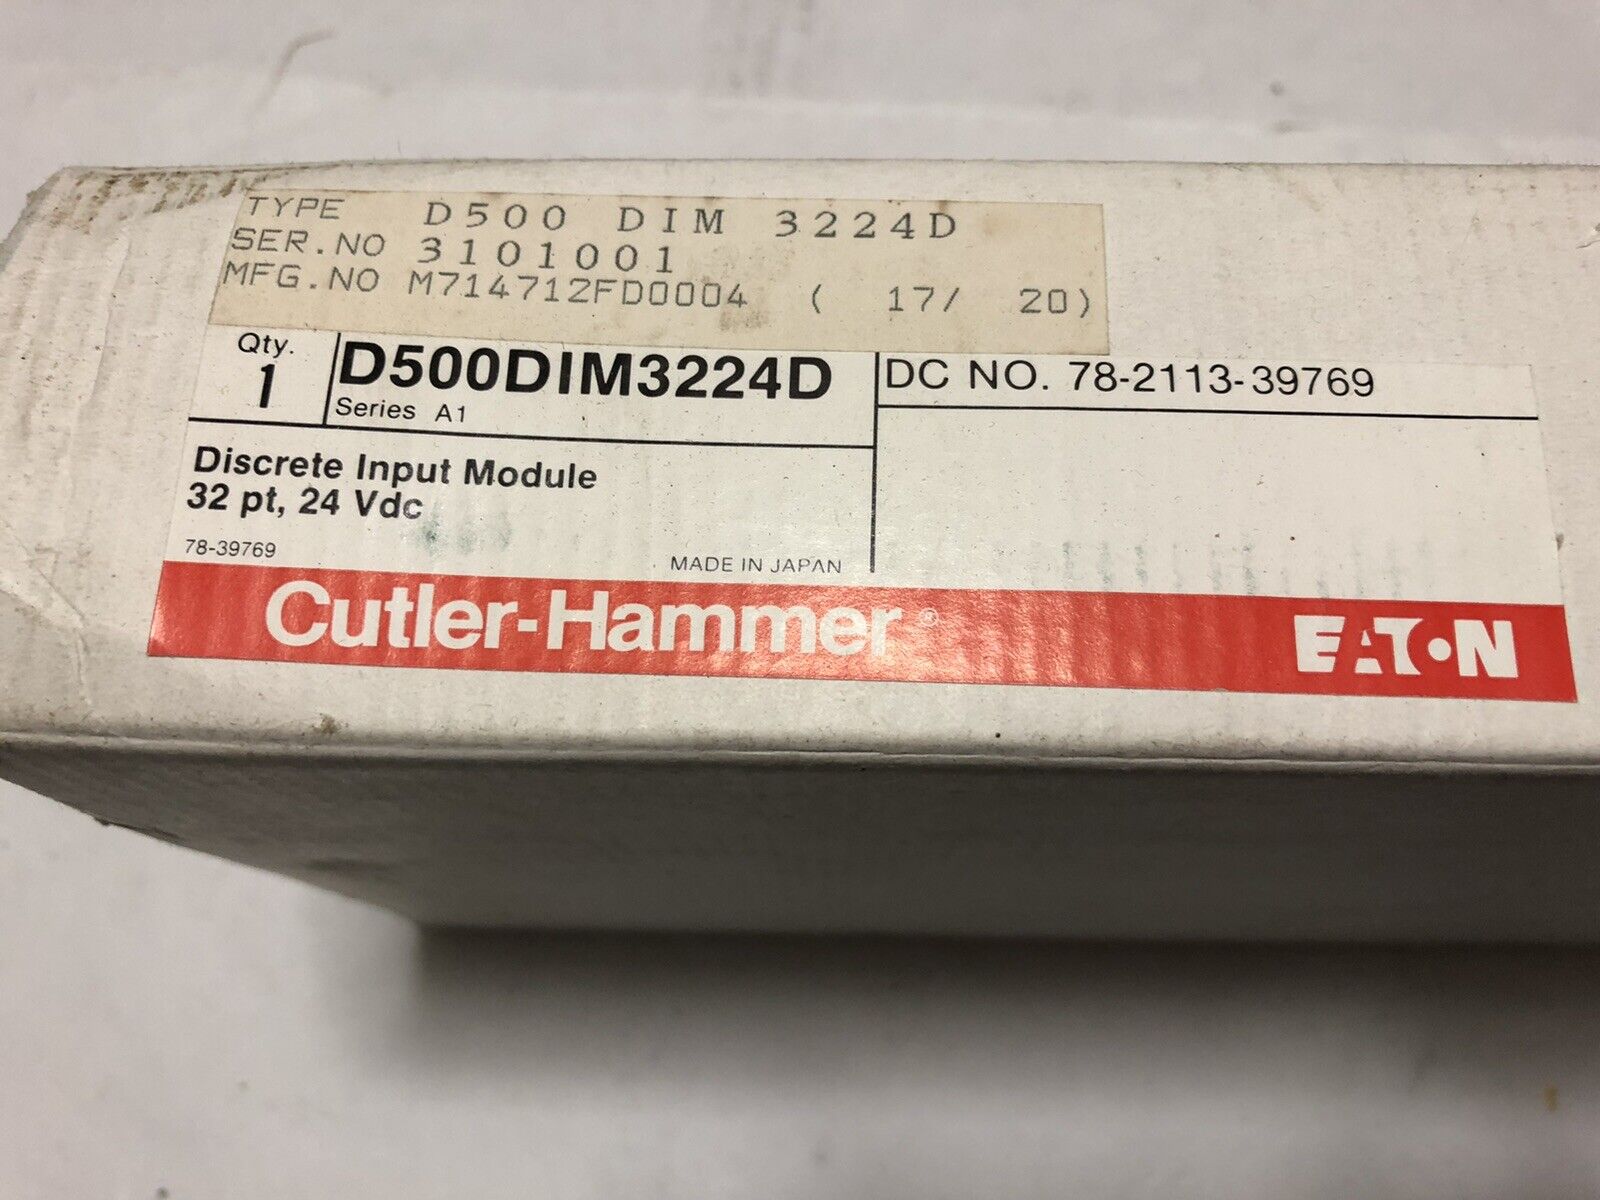 TYPE D500 DIM 3224D
SER.NO 3101001
MFG.NO M714712FD0004 ( 17/ 20)
Qty. 1
D500DIM3224D
Series A1
DC NO. 78-2113-39769
Discrete Input Module
32 pt, 24 Vdc
78-39769
MADE IN JAPAN
Cutler-Hammer®
EATON